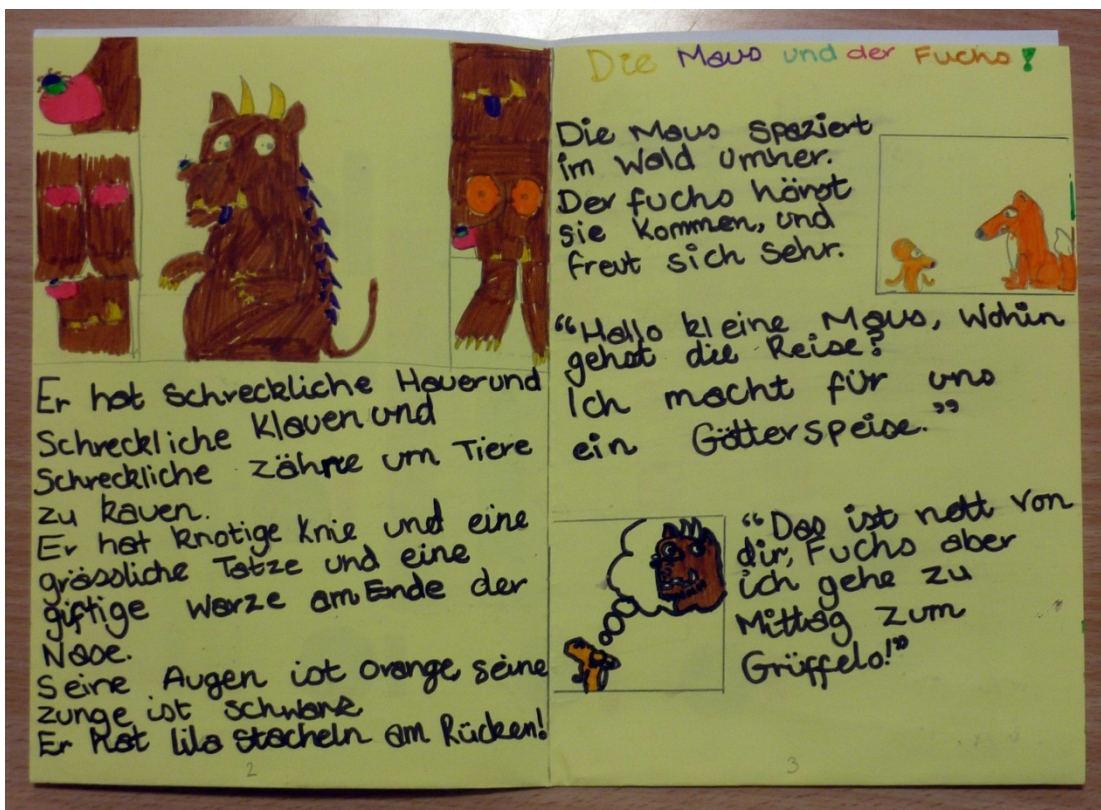 Er hat schreckliche Hauer und
Schreckliche Klauen und
Schreckliche zähne um Tiere
zu kauen.
Er hat knotige Knie und eine
grässliche Tatze und eine
giftige warze am Ende der
Nase.
Seine Augen ist orange, seine
zunge ist schwarz
Er hat lila stacheln am Rücken!
2
Die Maus und der Fuchs!
Die Maus spaziert
im Wald umher.
Der fuchs hörst
sie kommen, und
freut sich sehr.
"Hallo kleine Maus, wohin
gehst die Reise?
Ich macht für uns
ein Götterspeise."
"Das ist nett von
dir, Fuchs aber
ich gehe zu
Mittag zum
Grüffelo!"
3